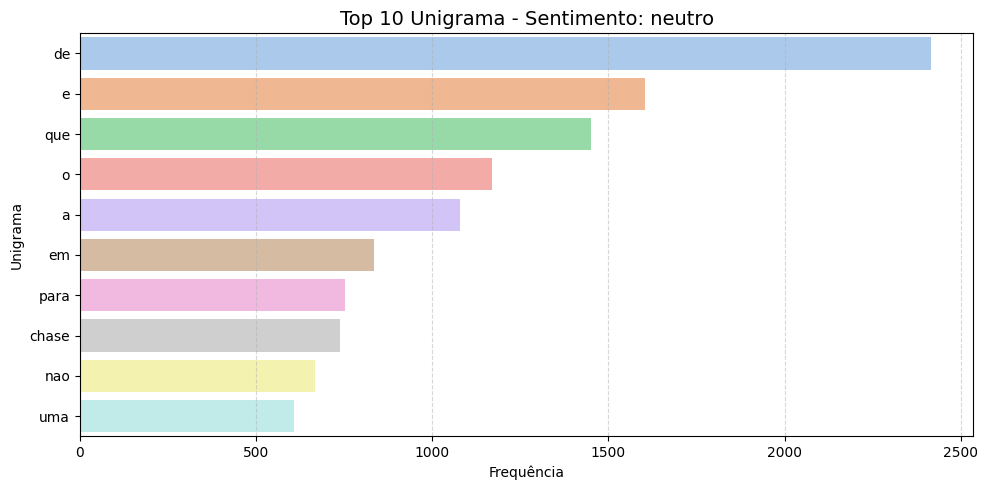 Top 10 Unigrama - Sentimento: neutro
Unigrama
de
e
que
o
a
em
para
chase
nao
uma
0 500 1000 1500 2000 2500
Frequência